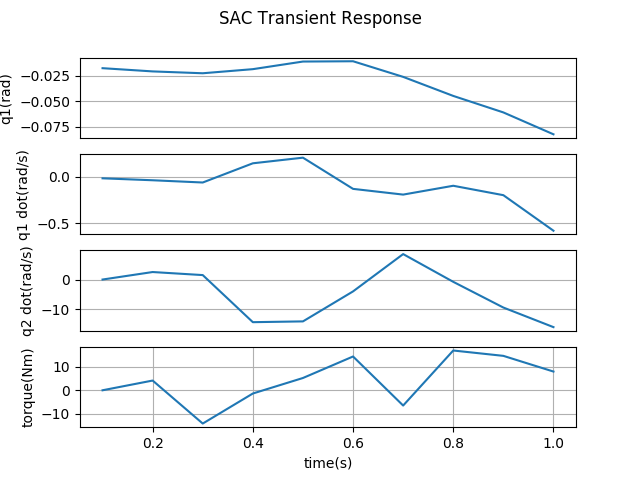 SAC Transient Response
q1(rad)
−0.025
−0.050
−0.075
q1 dot(rad/s)
0.0
−0.5
q2 dot(rad/s)
0
−10
torque(Nm)
10
0
−10
0.2 0.4 0.6 0.8 1.0
time(s)